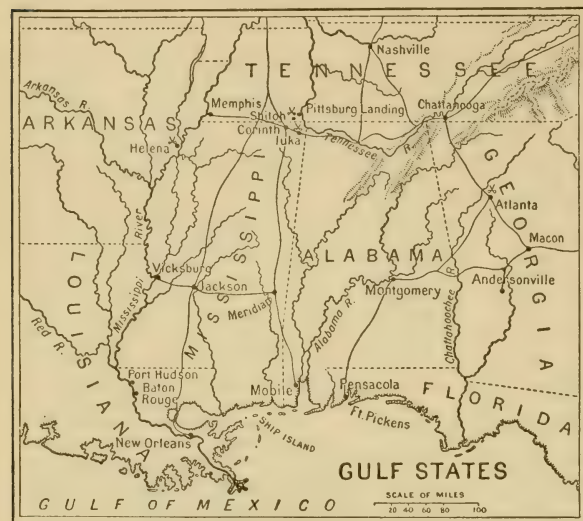 Nashville
TENNESSEE
Arkansas R.
Memphis
Shiloh
Pittsburg Landing
Chattanooga
ARKANSAS
Corinth
Iuka
Tennessee R.
Helena
GEORGIA
Atlanta
MISSISSIPPI
Macon
ALABAMA
River
LOUISIANA
Vicksburg
Jackson
Andersonville
Montgomery
Mississippi
Meridian
Alabama R.
Chattahoochee R.
Red R.
Port Hudson
Baton
Rouge
Mobile
Pensacola
FLORIDA
Ft. Pickens
SHIP ISLAND
New Orleans
GULF STATES
SCALE OF MILES
0 20 40 60 80 100
GULF OF MEXICO